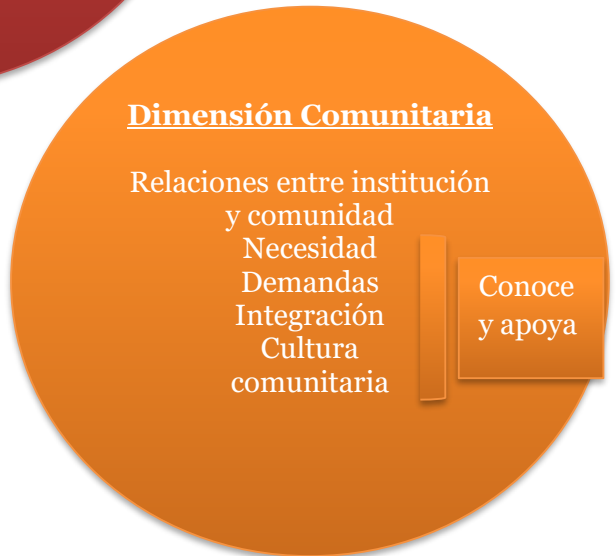 Dimensión Comunitaria
Relaciones entre institución
y comunidad
Necesidad
Demandas
Integración
Cultura
comunitaria
Conoce
y apoya